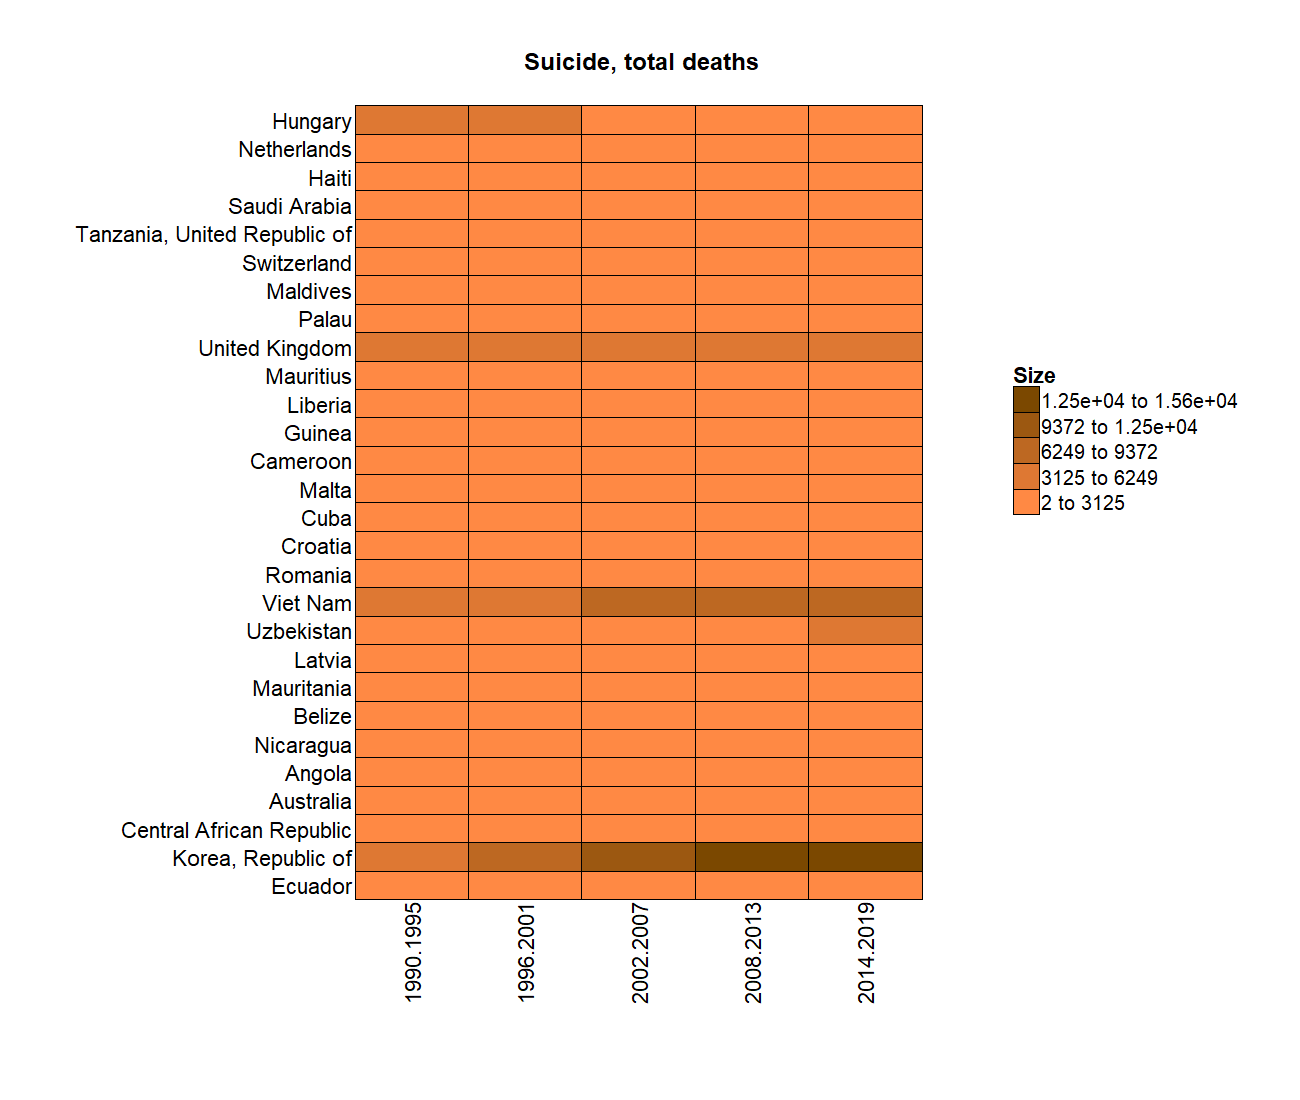 Suicide, total deaths
Hungary
Netherlands
Haiti
Saudi Arabia
Tanzania, United Republic of
Switzerland
Maldives
Palau
United Kingdom
Mauritius
Liberia
Guinea
Cameroon
Malta
Cuba
Croatia
Romania
Viet Nam
Uzbekistan
Latvia
Mauritania
Belize
Nicaragua
Angola
Australia
Central African Republic
Korea, Republic of
Ecuador
1990.1995
1996.2001
2002.2007
2008.2013
2014.2019
Size
1.25e+04 to 1.56e+04
9372 to 1.25e+04
6249 to 9372
3125 to 6249
2 to 3125